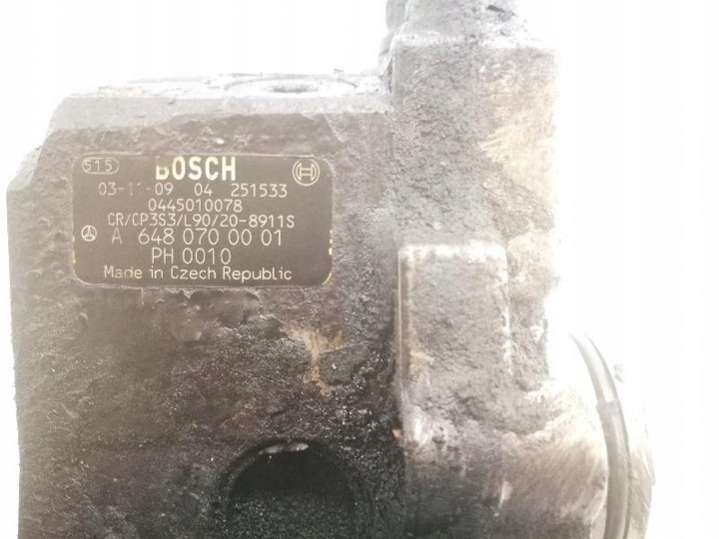 515 BOSCH
03-11-09 04 251533
0445010078
CR/CP3S3/L90/20-8911S
A 648 070 00 01
PH 0010
Made in Czech Republic